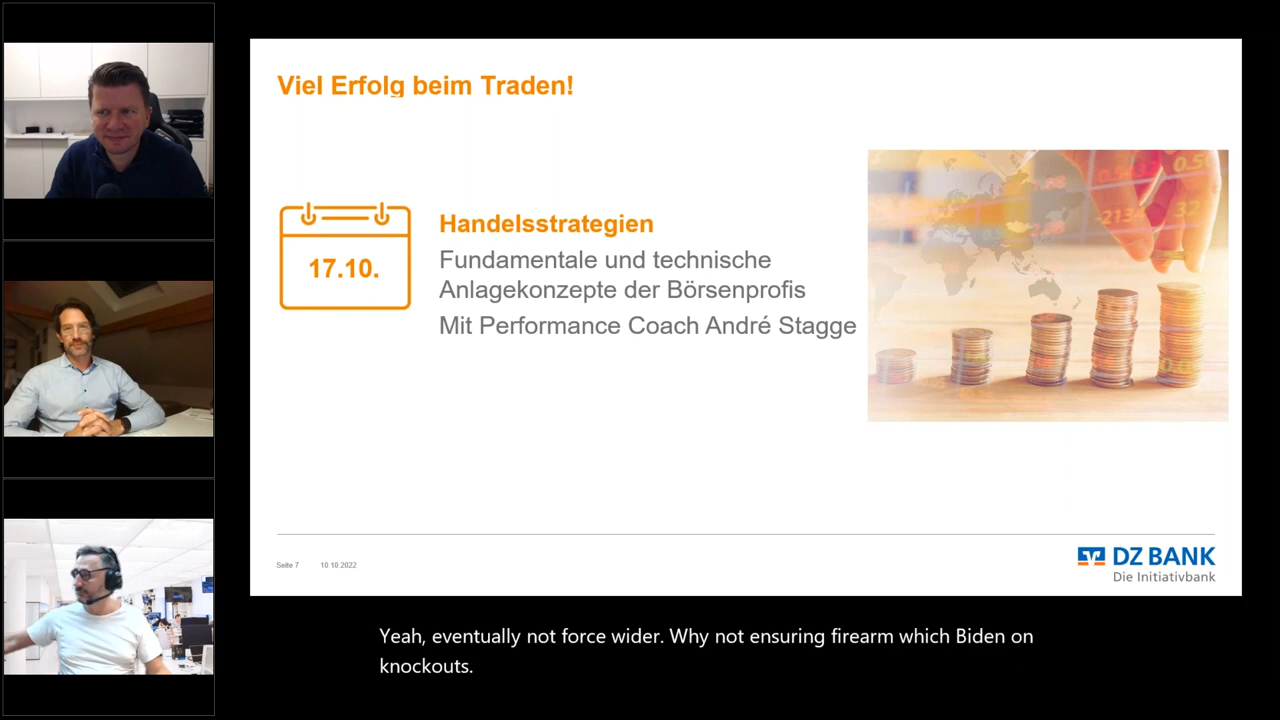 Viel Erfolg beim Traden!
17.10.
Handelsstrategien
Fundamentale und technische
Anlagekonzepte der Börsenprofis
Mit Performance Coach André Stagge
Seite 7 10.10.2022
DZ BANK
Die Initiativbank
Yeah, eventually not force wider. Why not ensuring firearm which Biden on
knockouts.